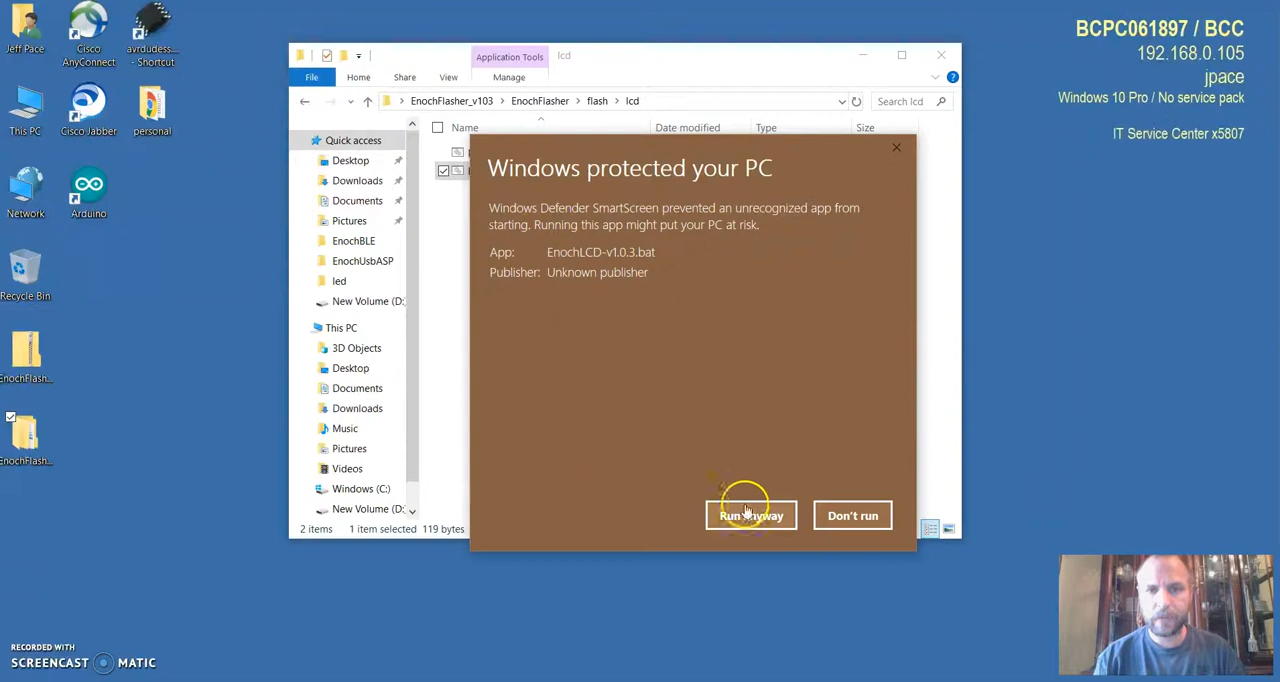 Jeff Pace
Cisco
AnyConnect
avrdudess...
- Shortcut
This PC
Cisco Jabber
personal
Network
Arduino
Recycle Bin
EnochFlash...
EnochFlash...
Application Tools
lcd
File
Home
Share
View
Manage
EnochFlasher_v103
EnochFlasher
flash
lcd
Search lcd
Name
Date modified
Type
Size
Quick access
Desktop
Downloads
Documents
Pictures
EnochBLE
EnochUsbASP
led
New Volume (D:
This PC
3D Objects
Desktop
Documents
Downloads
Music
Pictures
Videos
Windows (C:)
New Volume (D:
2 items 1 item selected 119 bytes
Windows protected your PC
Windows Defender SmartScreen prevented an unrecognized app from
starting. Running this app might put your PC at risk.
App: EnochLCD-v1.0.3.bat
Publisher: Unknown publisher
Run anyway
Don't run
BCPC061897 / BCC
192.168.0.105
jpace
Windows 10 Pro / No service pack
IT Service Center x5807
RECORDED WITH
SCREENCAST MATIC